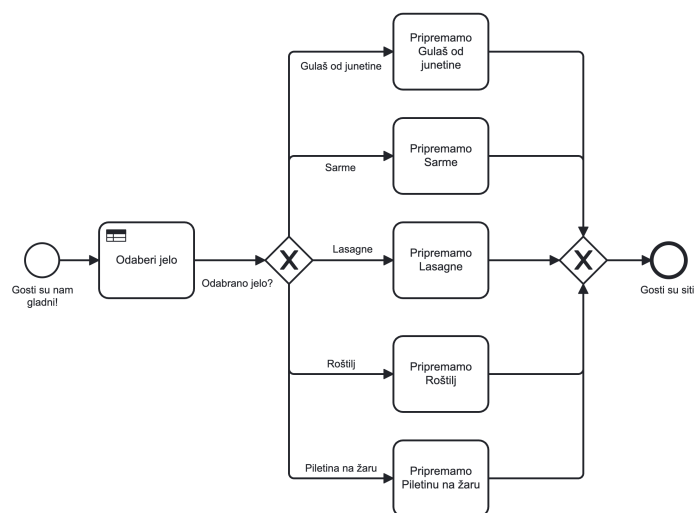 Pripremamo
Gulaš od
junetine
Gulaš od junetine
Pripremamo
Sarme
Sarme
Odaberi jelo
Lasagne
Pripremamo
Lasagne
Gosti su nam
gladni!
Odabrano jelo?
Gosti su siti
Roštilj
Pripremamo
Roštilj
Piletina na žaru
Pripremamo
Piletinu na žaru